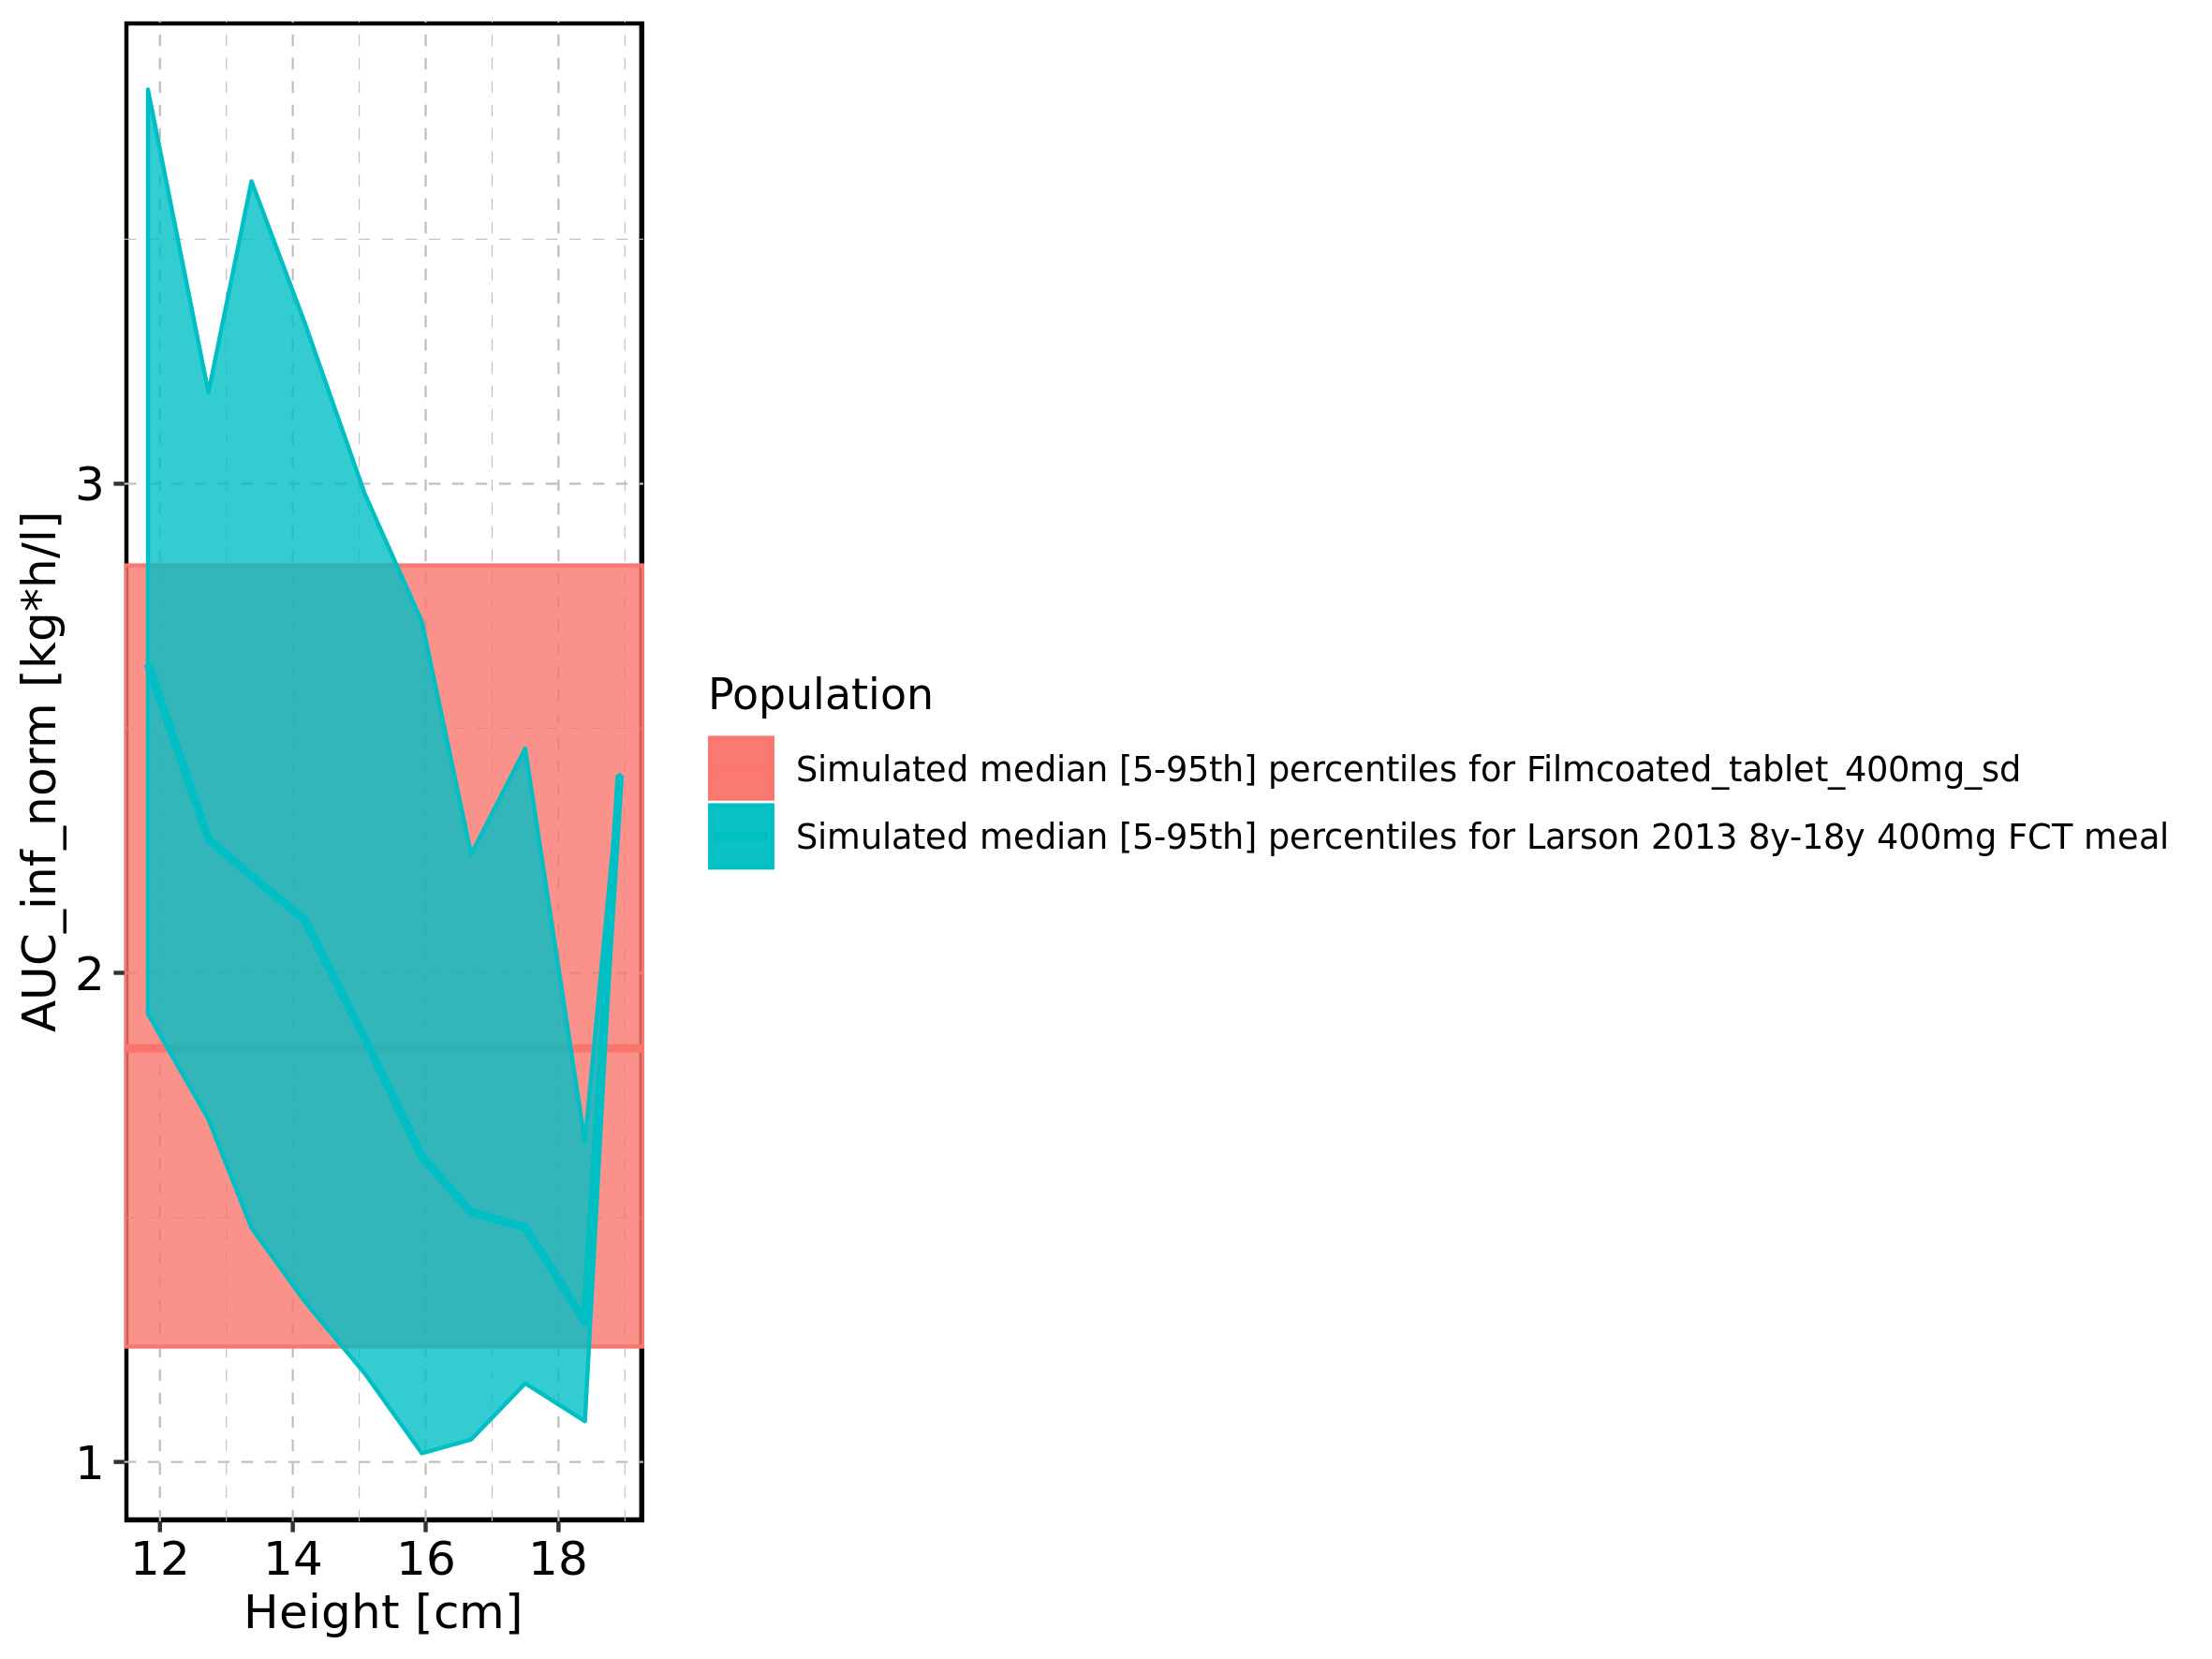 AUC_inf_norm [kg*h/l]
3
2
1
12 14 16 18
Height [cm]
Population
Simulated median [5-95th] percentiles for Filmcoated_tablet_400mg_sd
Simulated median [5-95th] percentiles for Larson 2013 8y-18y 400mg FCT meal